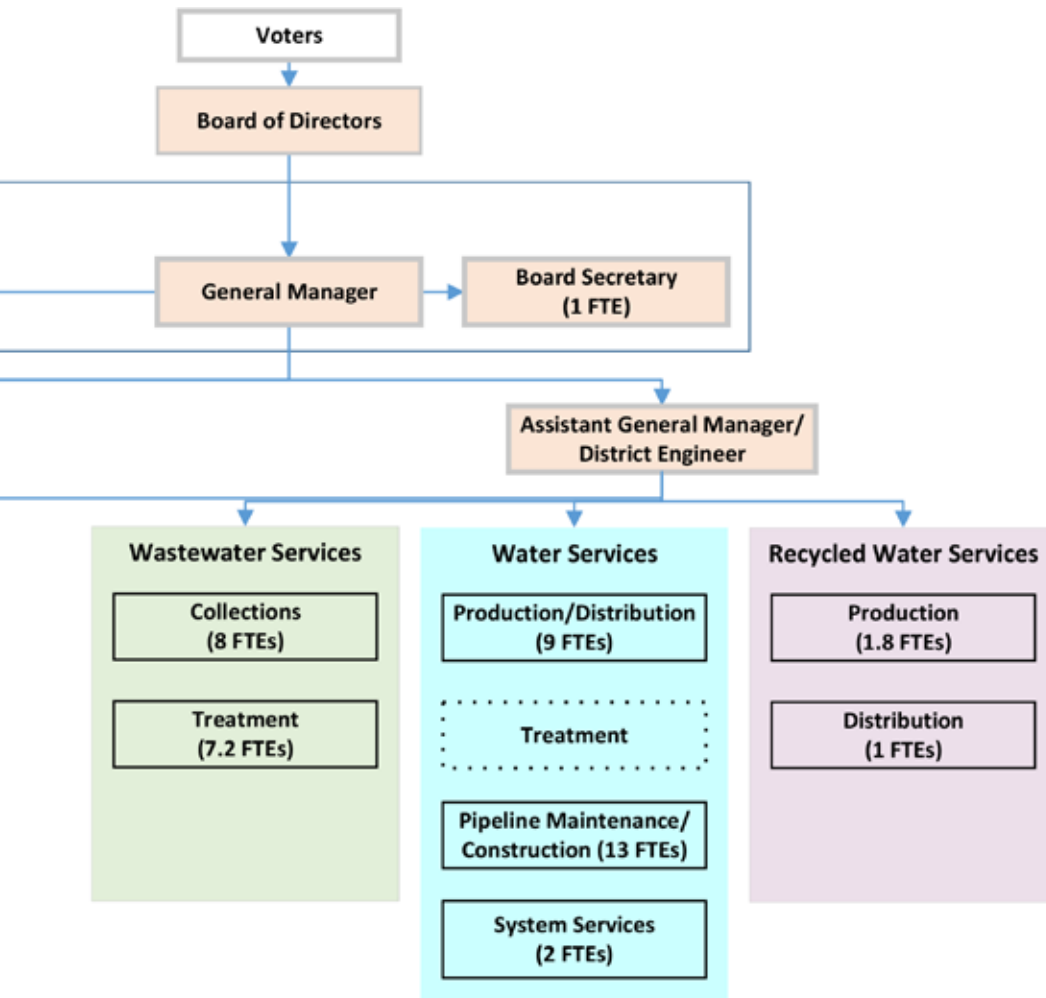 Voters
Board of Directors
General Manager
Board Secretary
(1 FTE)
Assistant General Manager/
District Engineer
Wastewater Services
Collections
(8 FTEs)
Treatment
(7.2 FTEs)
Water Services
Production/Distribution
(9 FTEs)
Treatment
Pipeline Maintenance/
Construction (13 FTEs)
System Services
(2 FTEs)
Recycled Water Services
Production
(1.8 FTEs)
Distribution
(1 FTEs)